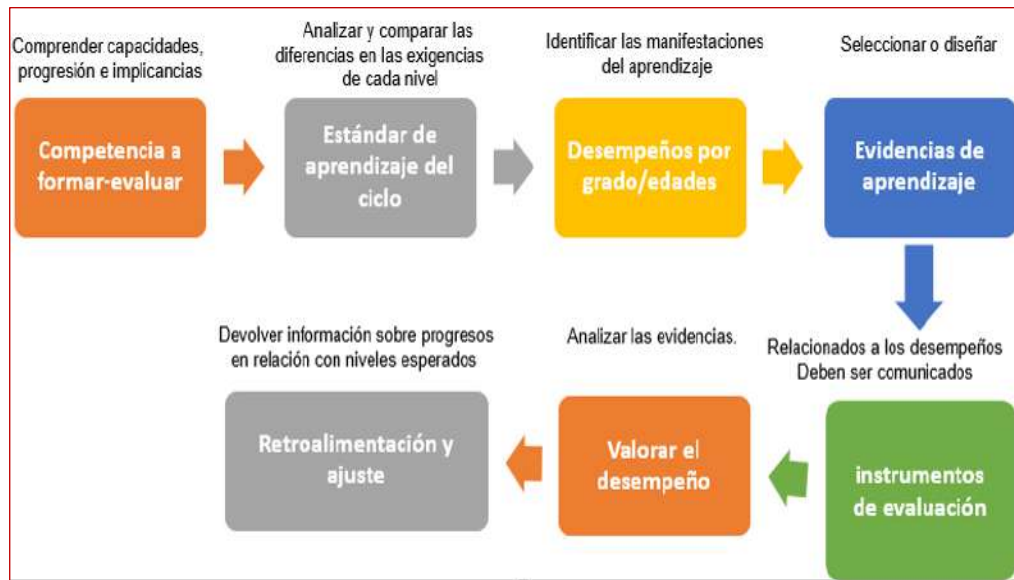 Comprender capacidades,
progresión e implicancias
Competencia a
formar-evaluar
Analizar y comparar las
diferencias en las exigencias
de cada nivel
Estándar de
aprendizaje del
ciclo
Identificar las manifestaciones
del aprendizaje
Desempeños por
grado/edades
Seleccionar o diseñar
Evidencias de
aprendizaje
Relacionados a los desempeños
Deben ser comunicados
instrumentos
de evaluación
Analizar las evidencias.
Valorar el
desempeño
Devolver información sobre progresos
en relación con niveles esperados
Retroalimentación y
ajuste